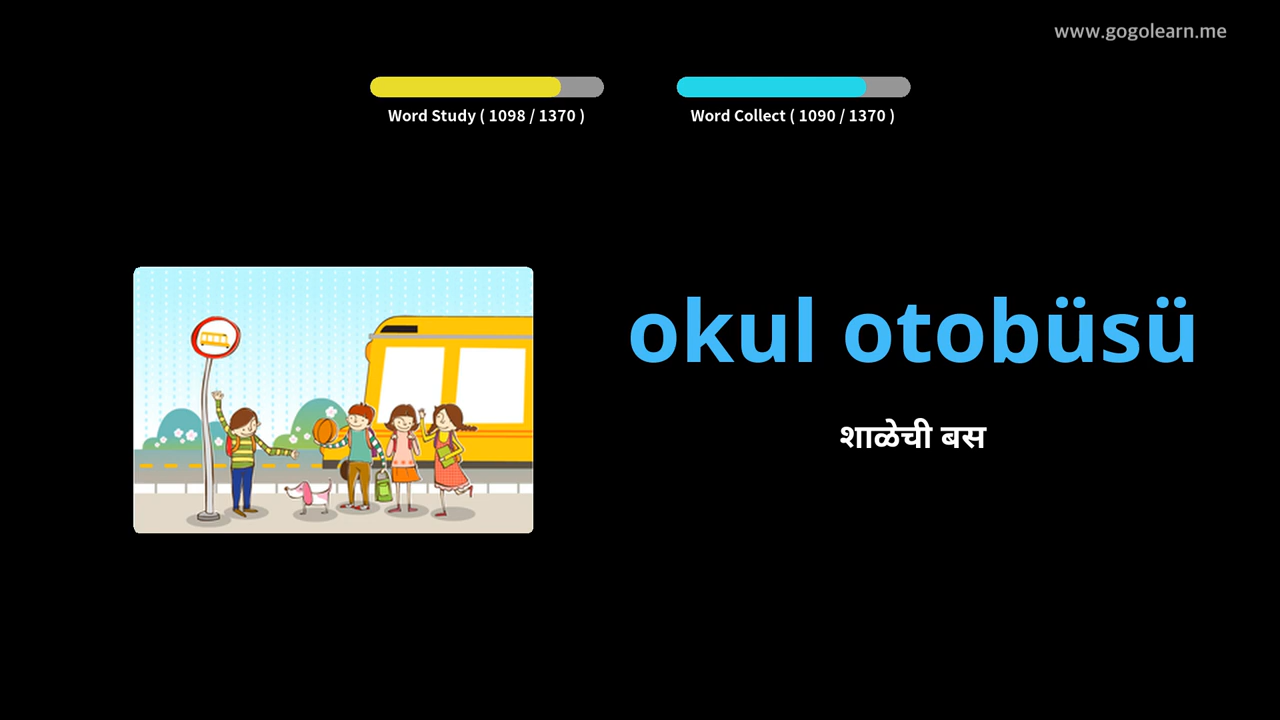 www.gogolearn.me
Word Study ( 1098 / 1370 )
Word Collect ( 1090 / 1370 )
okul otobüsü
शाळेची बस